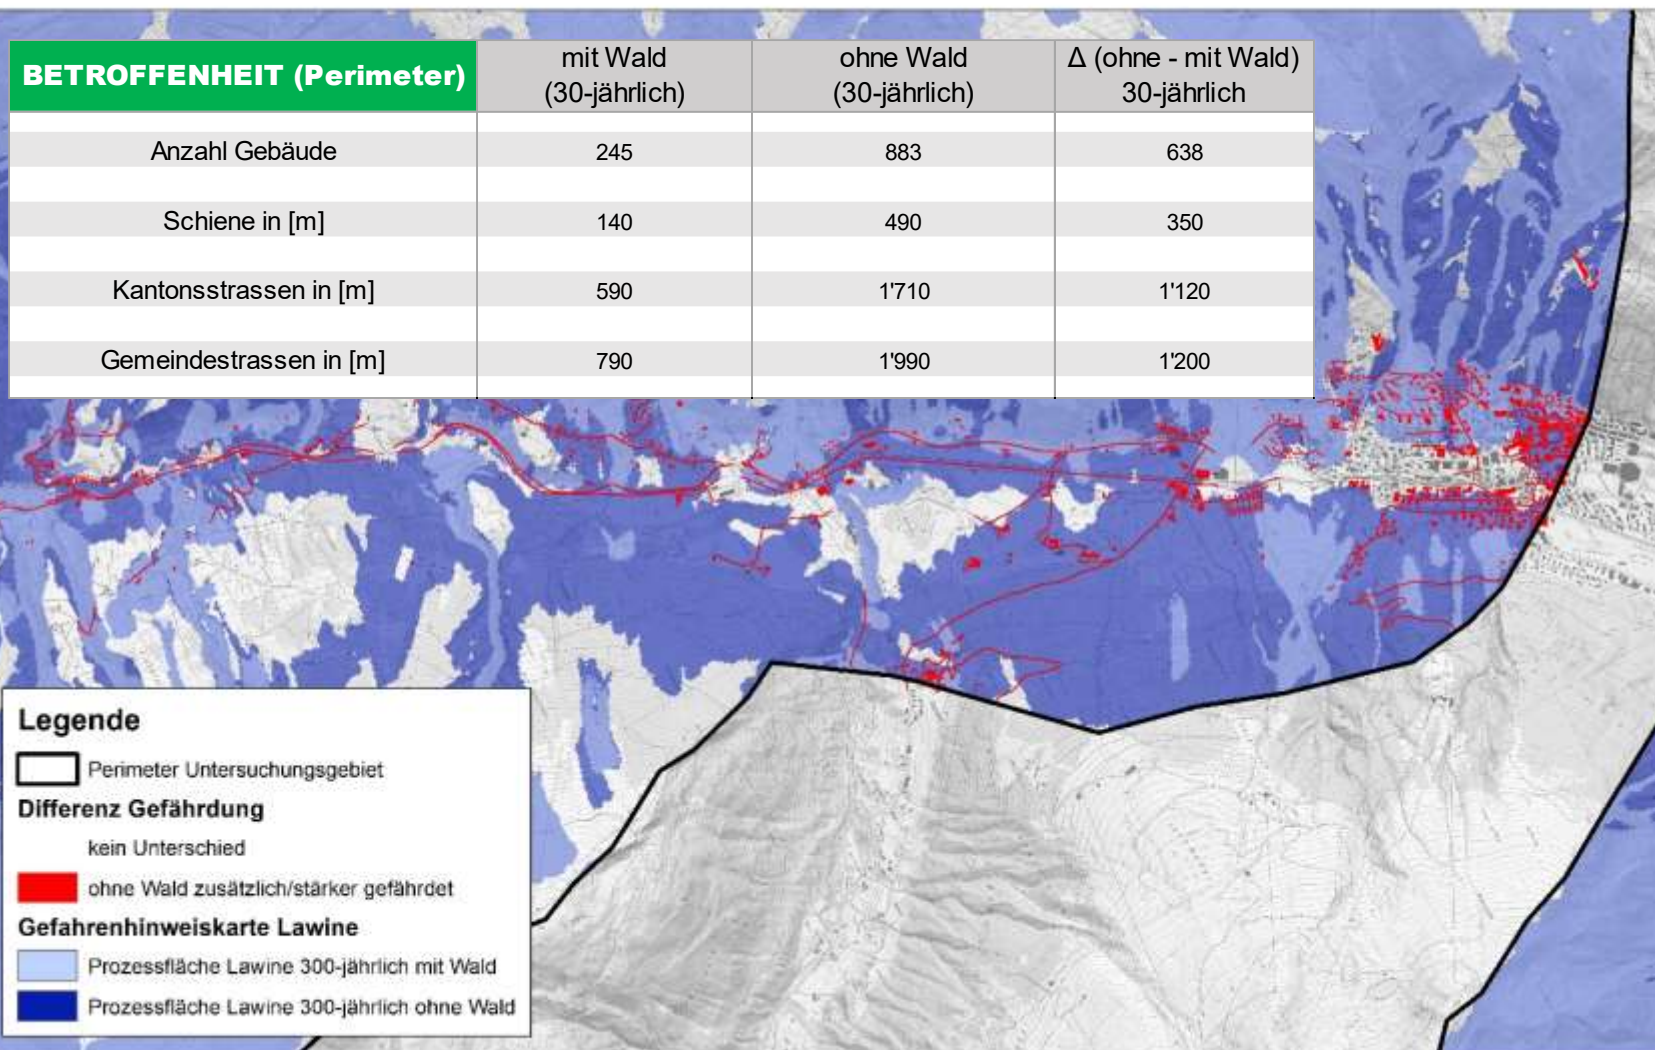 BETROFFENHEIT (Perimeter)
mit Wald
(30-jährlich)
ohne Wald
(30-jährlich)
Δ (ohne - mit Wald)
30-jährlich
Anzahl Gebäude 245 883 638
Schiene in [m] 140 490 350
Kantonsstrassen in [m] 590 1'710 1'120
Gemeindestrassen in [m] 790 1'990 1'200
Legende
Perimeter Untersuchungsgebiet
Differenz Gefährdung
kein Unterschied
ohne Wald zusätzlich/stärker gefährdet
Gefahrenhinweiskarte Lawine
Prozessfläche Lawine 300-jährlich mit Wald
Prozessfläche Lawine 300-jährlich ohne Wald